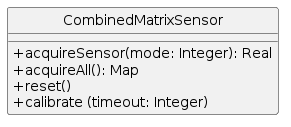 CombinedMatrixSensor
+acquireSensor(mode: Integer): Real
+acquireAll(): Map
+reset()
+calibrate (timeout: Integer)